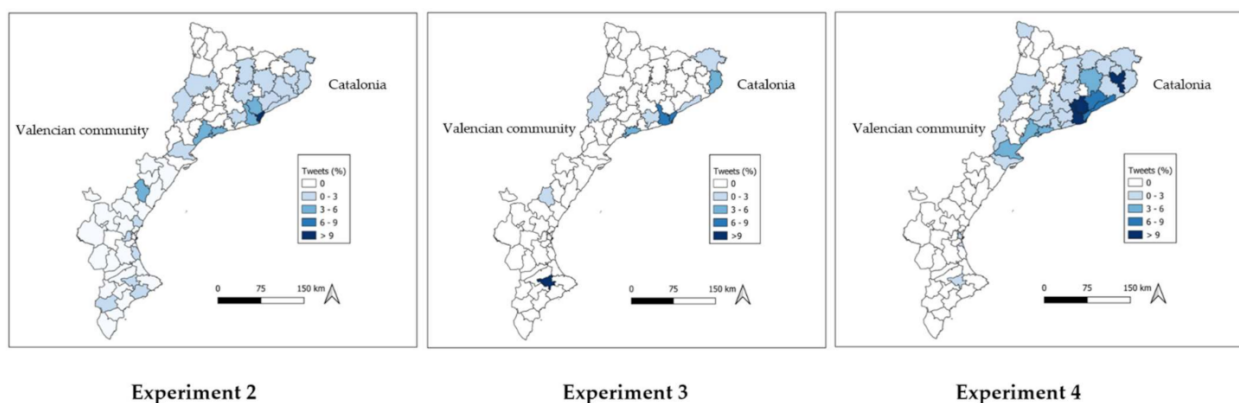 Catalonia
Valencian community
Tweets (%)
0
0 - 3
3 - 6
6 - 9
> 9
0 75 150 km
Experiment 2
Catalonia
Valencian community
Tweets (%)
0
0 - 3
3 - 6
6 - 9
>9
0 75 150 km
Experiment 3
Catalonia
Valencian community
Tweets (%)
0
0 - 3
3 - 6
6 - 9
> 9
0 75 150 km
Experiment 4